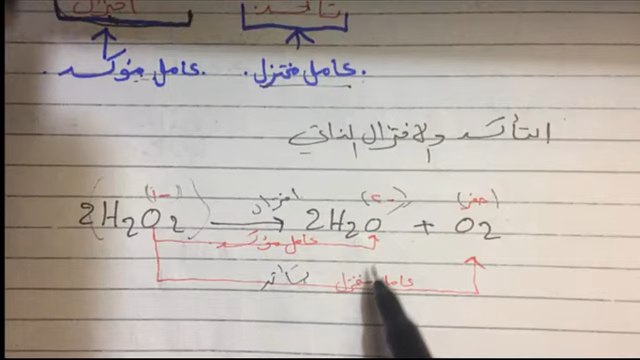 اختزال تأكسد
عامل مؤكسد. عامل مختزل.
التأكسد والاختزال الذاتي
(-1) اختزال (-2) (صفر)
2H2O2 → 2H2O + O2
عامل مؤكسد
تأكسد عامل مختزل